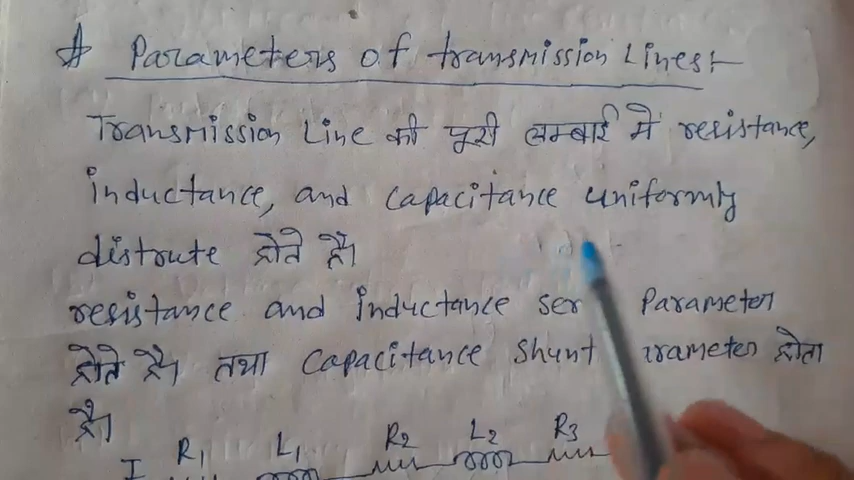 # Parameters of transmission Lines:-
Transmission Line की पूरी लम्बाई में resistance,
inductance, and capacitance uniformly
distrute होते है।
resistance and inductance ser Parameter
होते है। तथा capacitance shunt arameter होता
है।
I R1 L1 R2 L2 R3